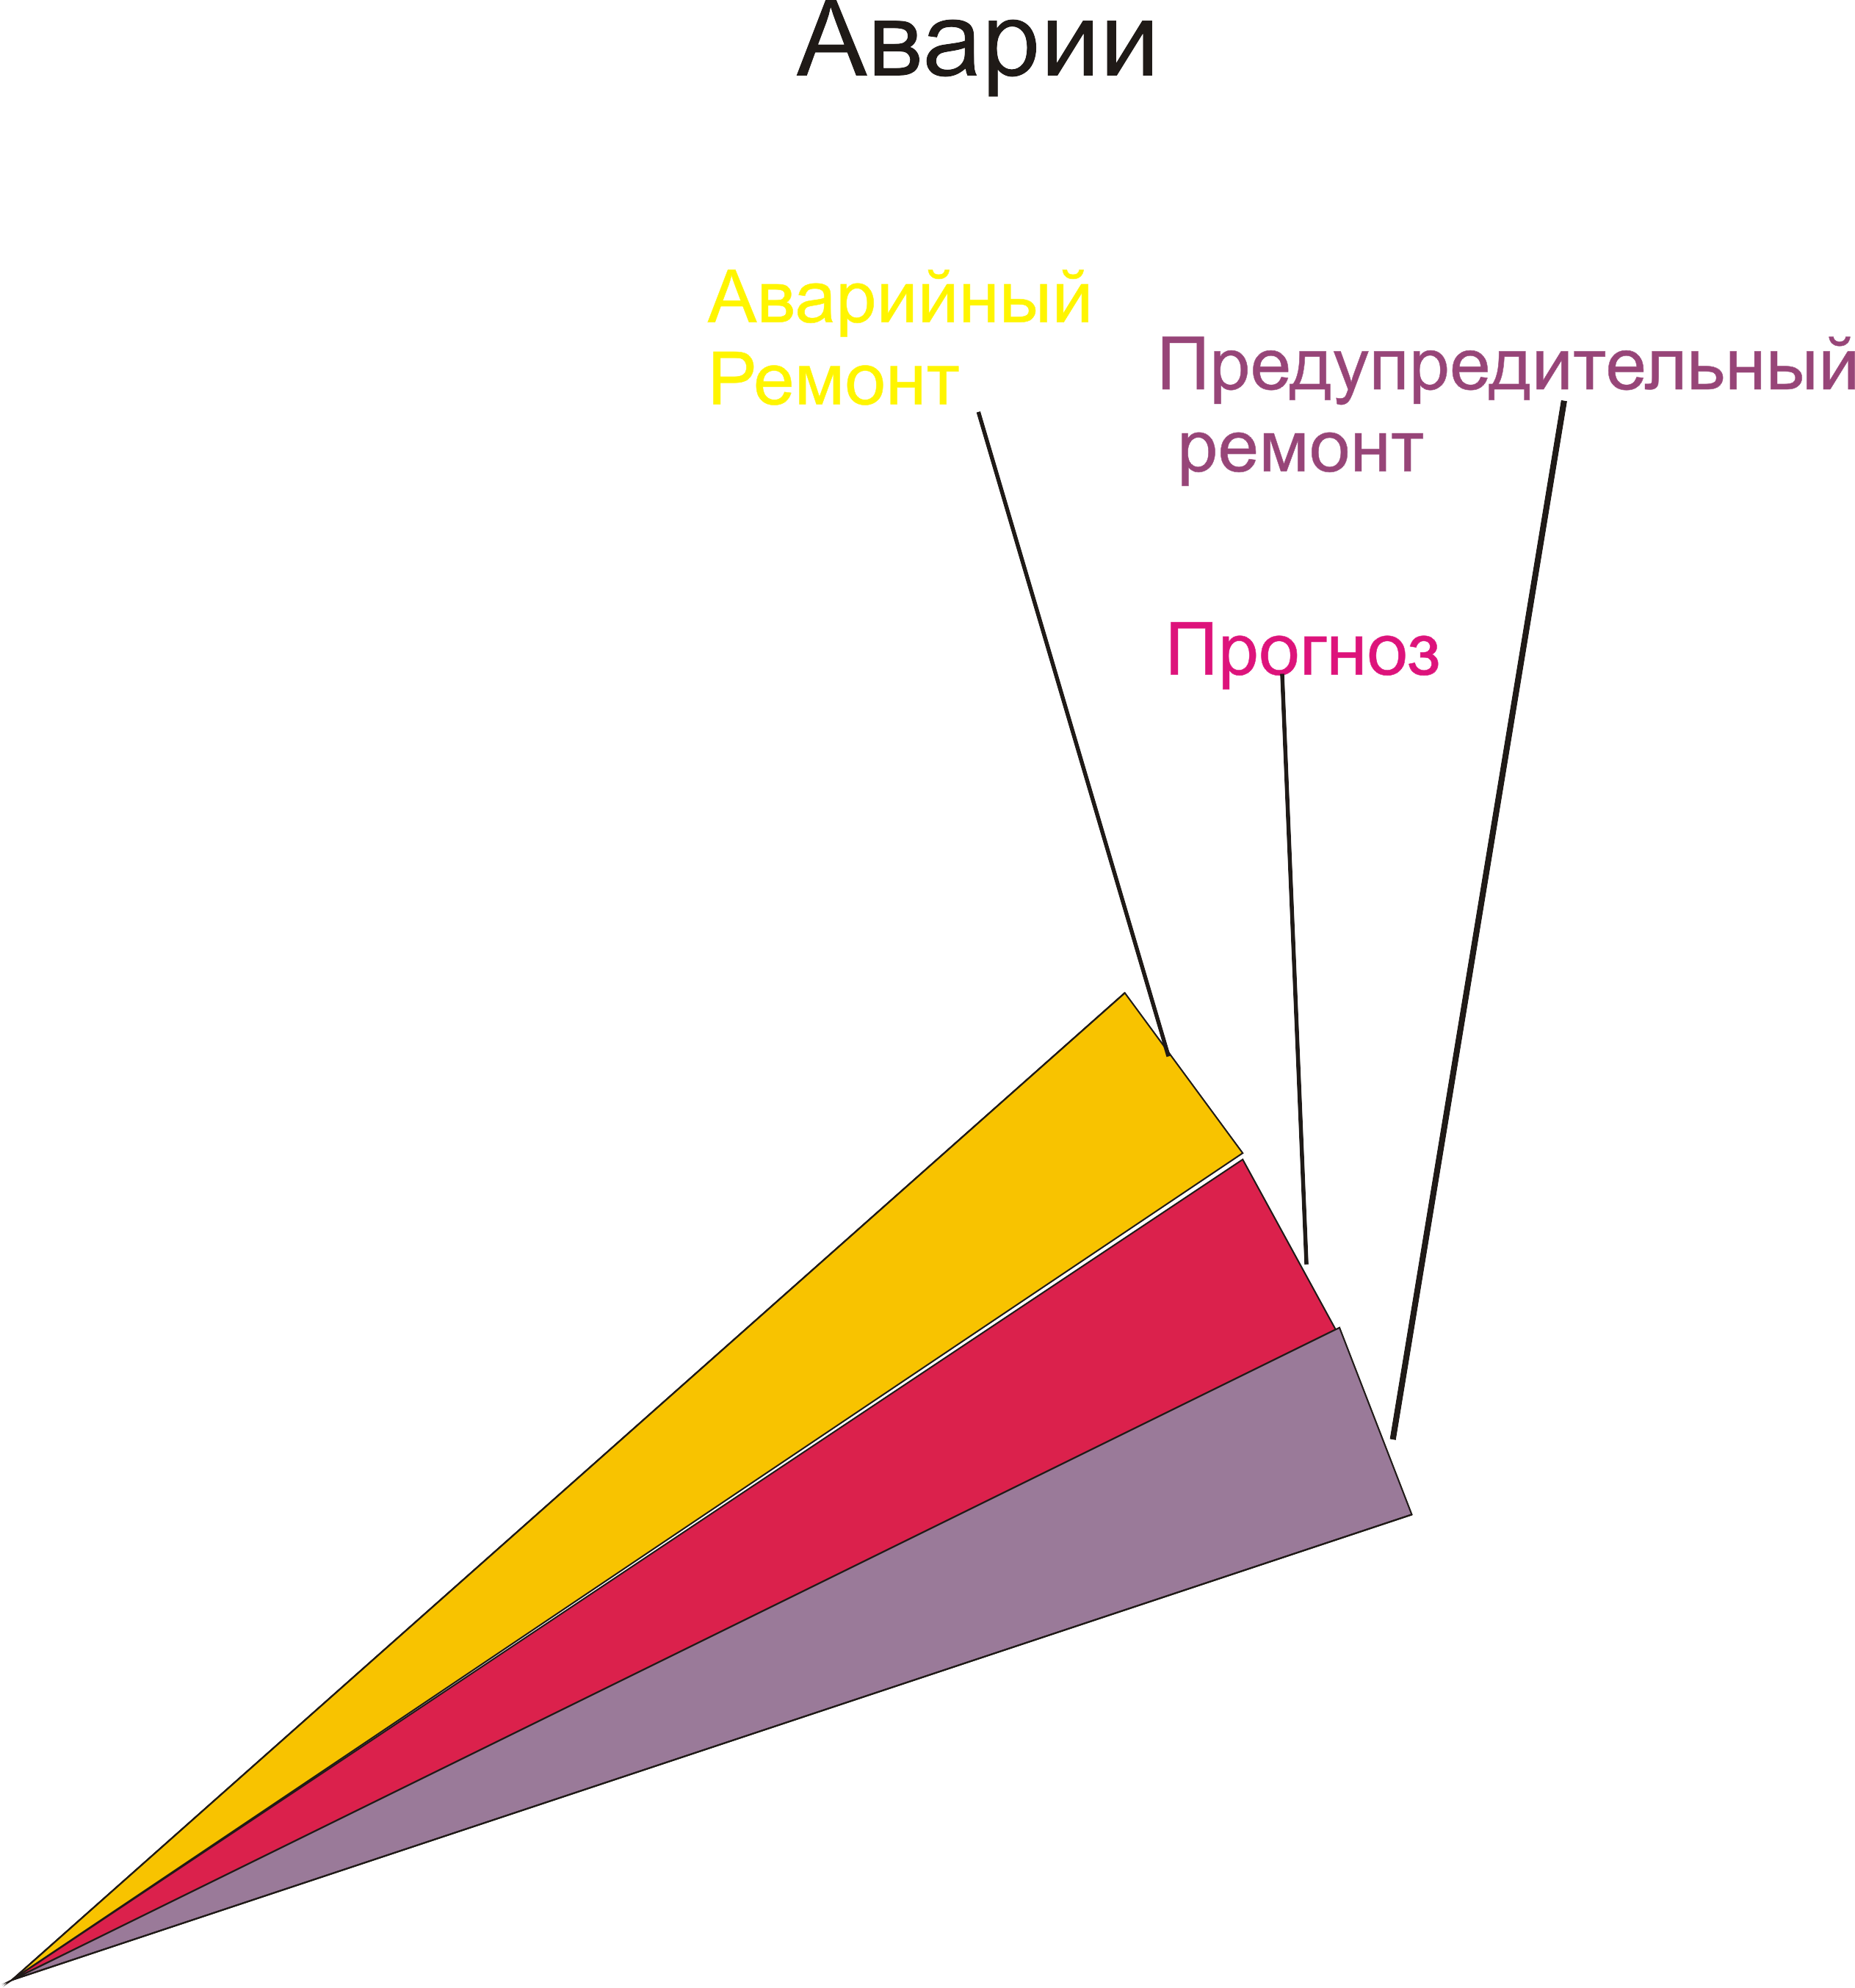 Аварии
Аварийный
Ремонт
Предупредительный
ремонт
Прогноз